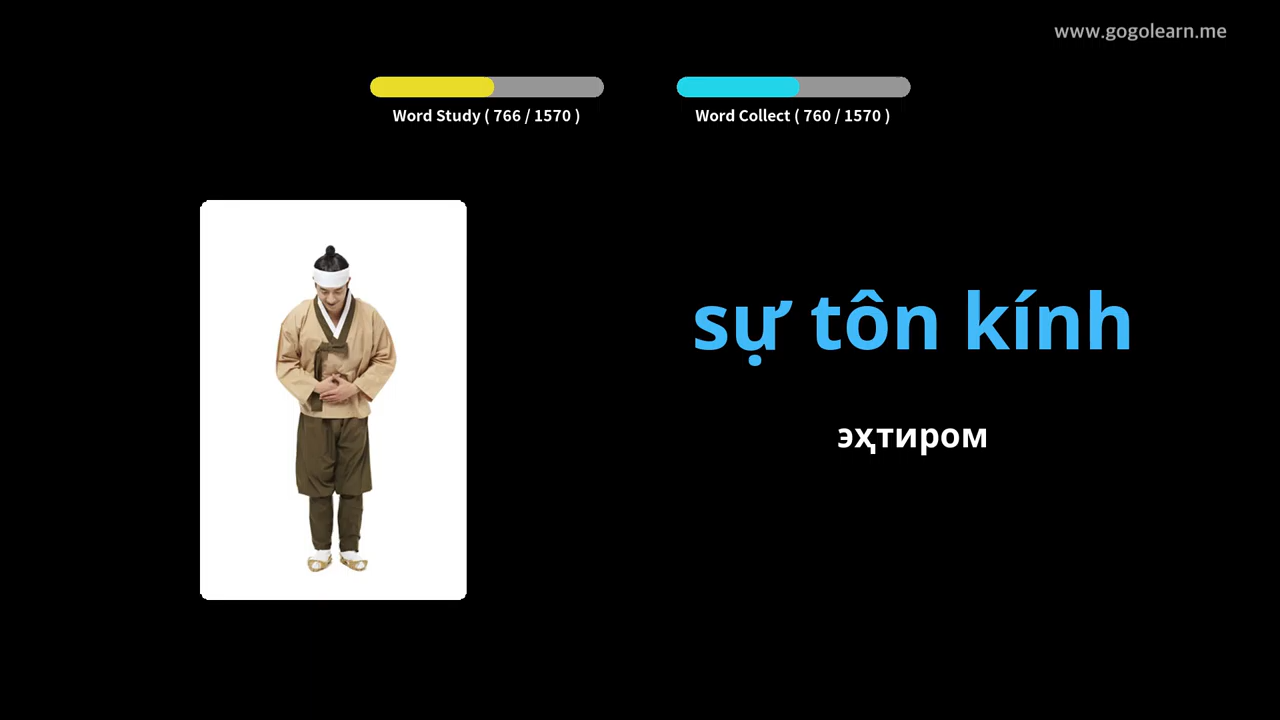 www.gogolearn.me
Word Study ( 766 / 1570 )
Word Collect ( 760 / 1570 )
sự tôn kính
эҳтиром